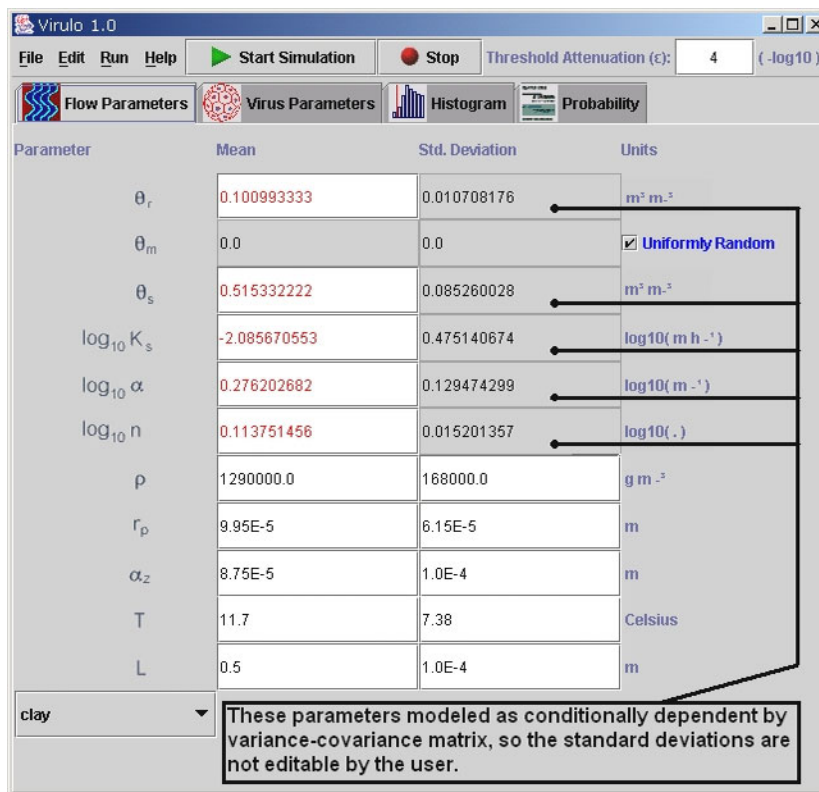 Virulo 1.0
File Edit Run Help Start Simulation Stop Threshold Attenuation (ε): 4 ( -log10 )
Flow Parameters Virus Parameters Histogram Probability
Parameter Mean Std. Deviation Units
θr 0.100993333 0.010708176 m³ m-³
θm 0.0 0.0 Uniformly Random
θs 0.515332222 0.085260028 m³ m-³
log10 Ks -2.085670553 0.475140674 log10( m h -¹ )
log10 α 0.276202682 0.129474299 log10( m -¹ )
log10 n 0.113751456 0.015201357 log10( . )
ρ 1290000.0 168000.0 g m -³
rp 9.95E-5 6.15E-5 m
αz 8.75E-5 1.0E-4 m
T 11.7 7.38 Celsius
L 0.5 1.0E-4 m
clay
These parameters modeled as conditionally dependent by
variance-covariance matrix, so the standard deviations are
not editable by the user.